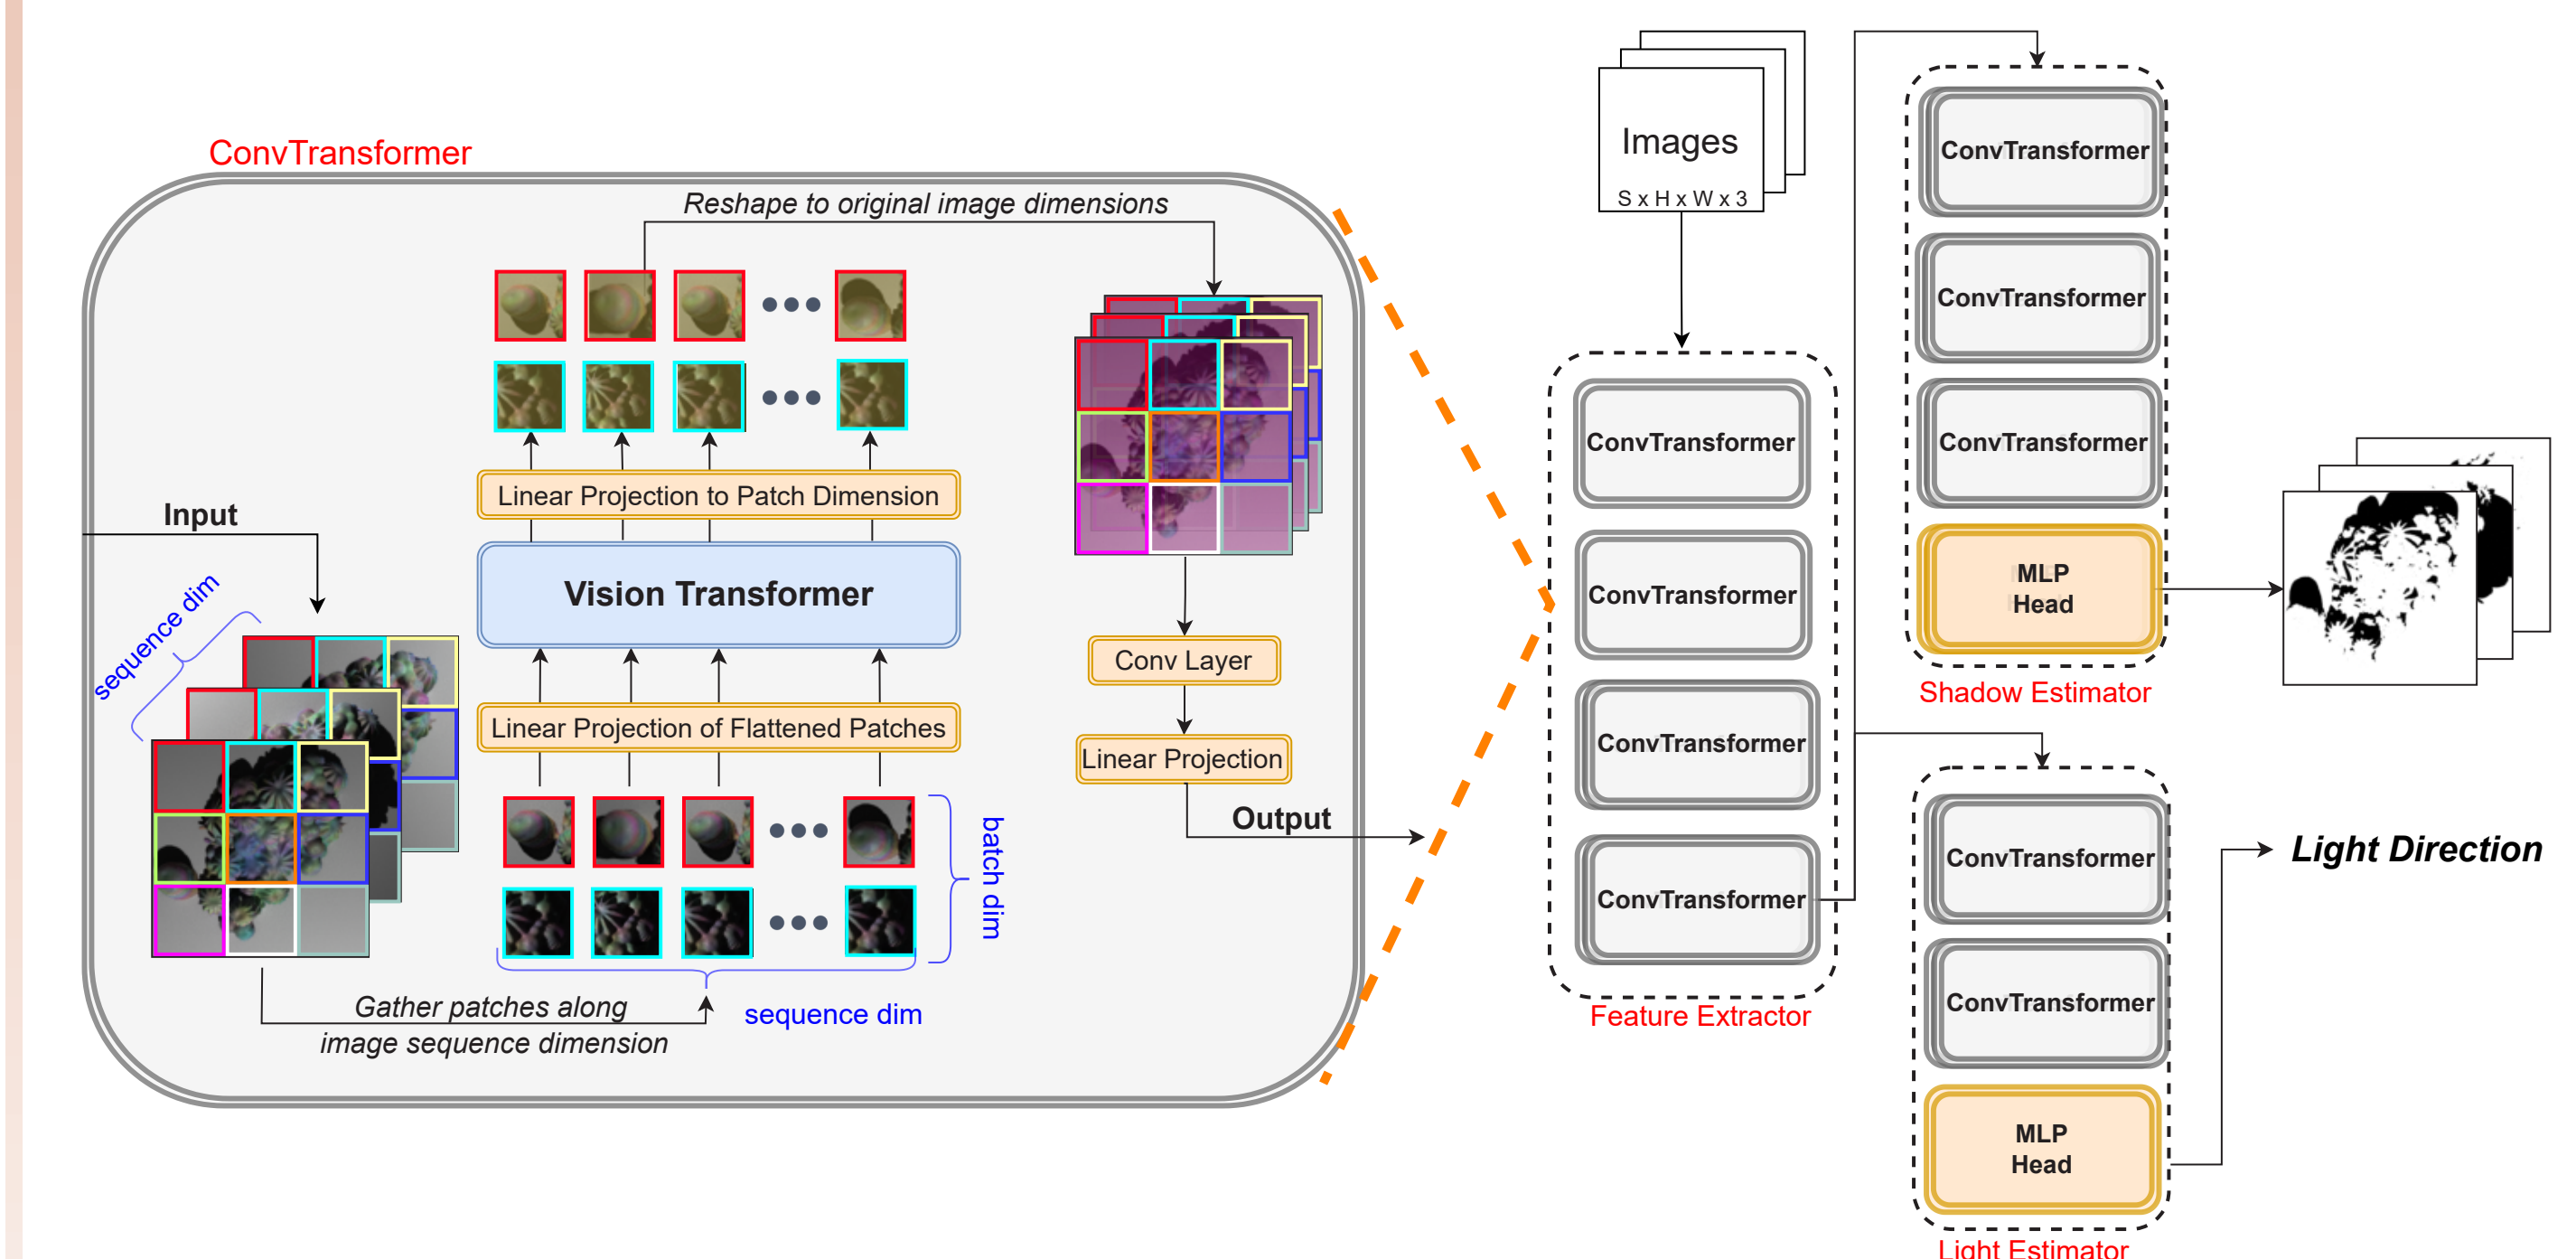 ConvTransformer
Reshape to original image dimensions
Linear Projection to Patch Dimension
Input
Vision Transformer
sequence dim
Linear Projection of Flattened Patches
batch dim
Gather patches along
image sequence dimension
sequence dim
Conv Layer
Linear Projection
Output
Images
S x H x W x 3
ConvTransformer
ConvTransformer
ConvTransformer
ConvTransformer
Feature Extractor
ConvTransformer
ConvTransformer
ConvTransformer
MLP
Head
Shadow Estimator
ConvTransformer
ConvTransformer
MLP
Head
Light Estimator
Light Direction